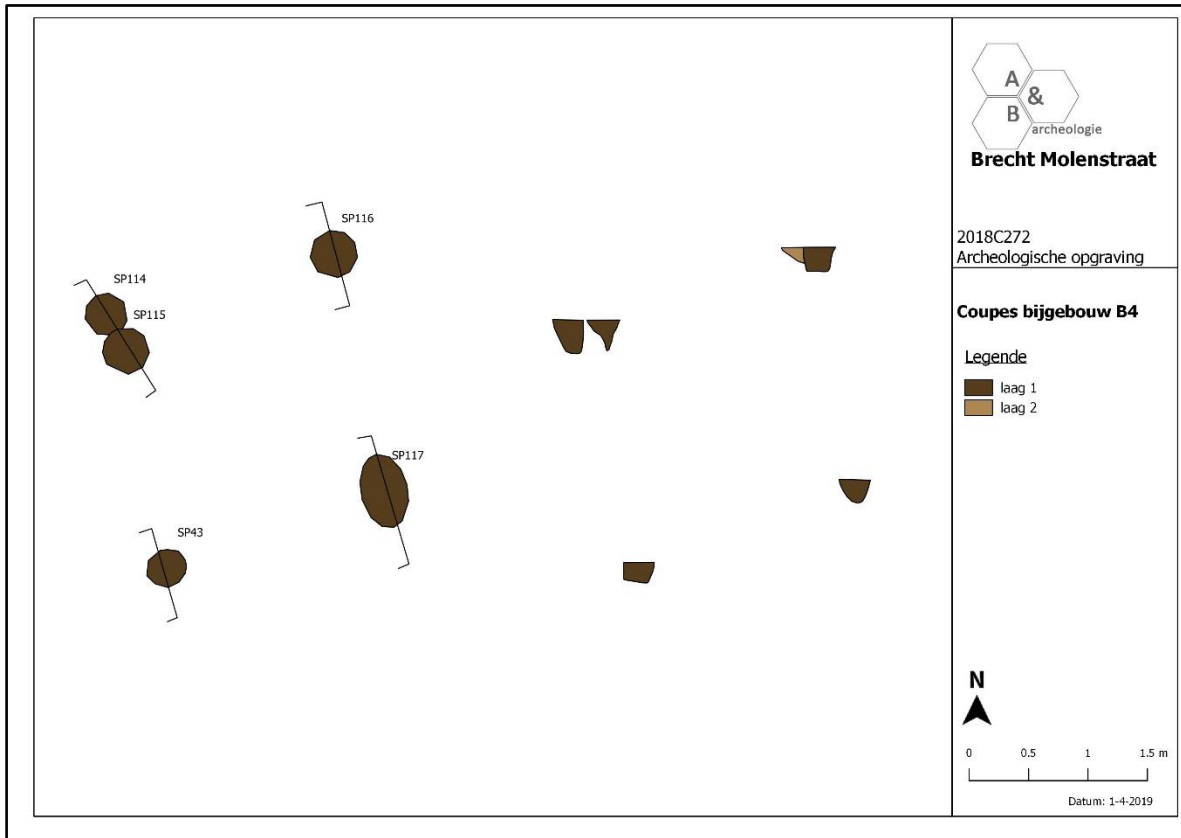 SP116
SP114
SP115
SP117
SP43
A
&
B
archeologie
Brecht Molenstraat
2018C272
Archeologische opgraving
Coupes bijgebouw B4
Legende
laag 1
laag 2
N
0 0.5 1 1.5 m
Datum: 1-4-2019